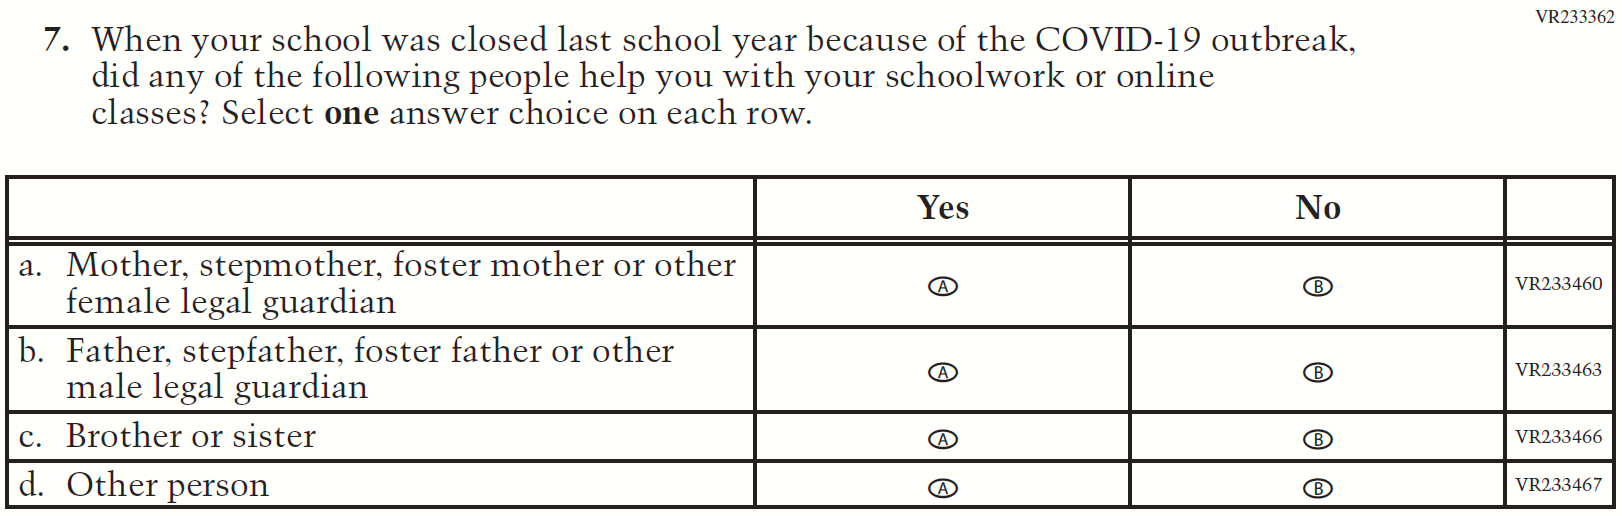 VR233362
7. When your school was closed last school year because of the COVID-19 outbreak,
did any of the following people help you with your schoolwork or online
classes? Select one answer choice on each row.
Yes No
a. Mother, stepmother, foster mother or other
female legal guardian
A B VR233460
b. Father, stepfather, foster father or other
male legal guardian
A B VR233463
c. Brother or sister A B VR233466
d. Other person A B VR233467